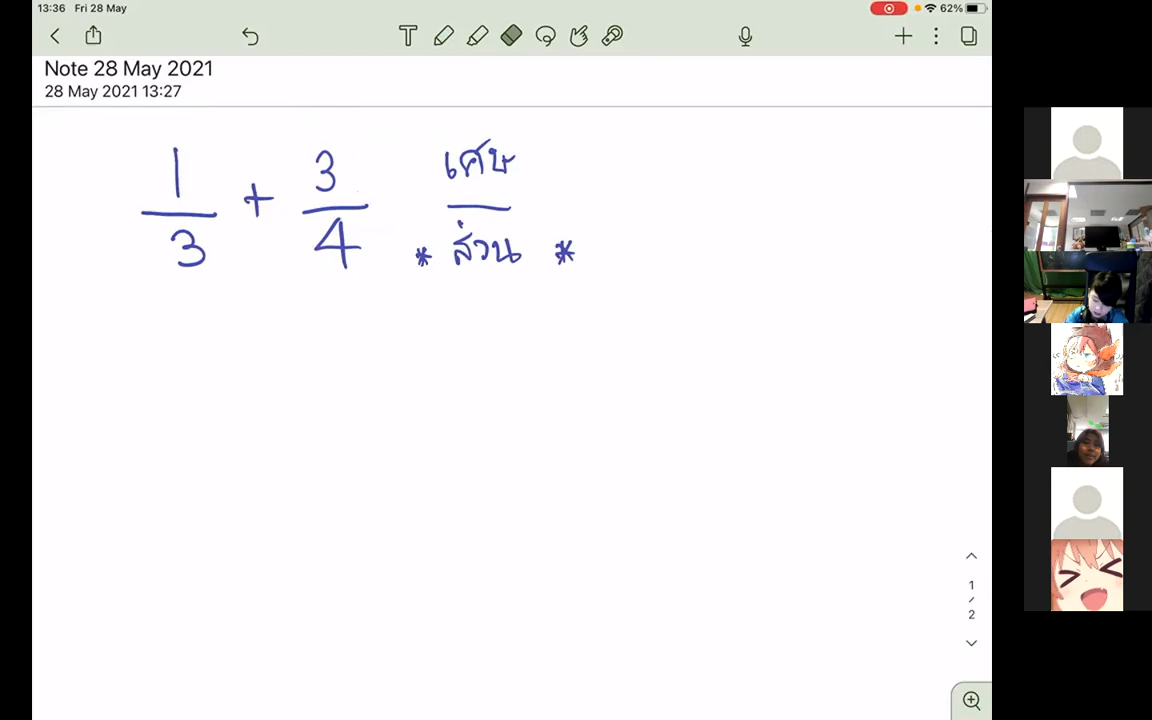 13:36 Fri 28 May
62%
Note 28 May 2021
28 May 2021 13:27
1/3 + 3/4
เศษ
* ส่วน *
1
/
2